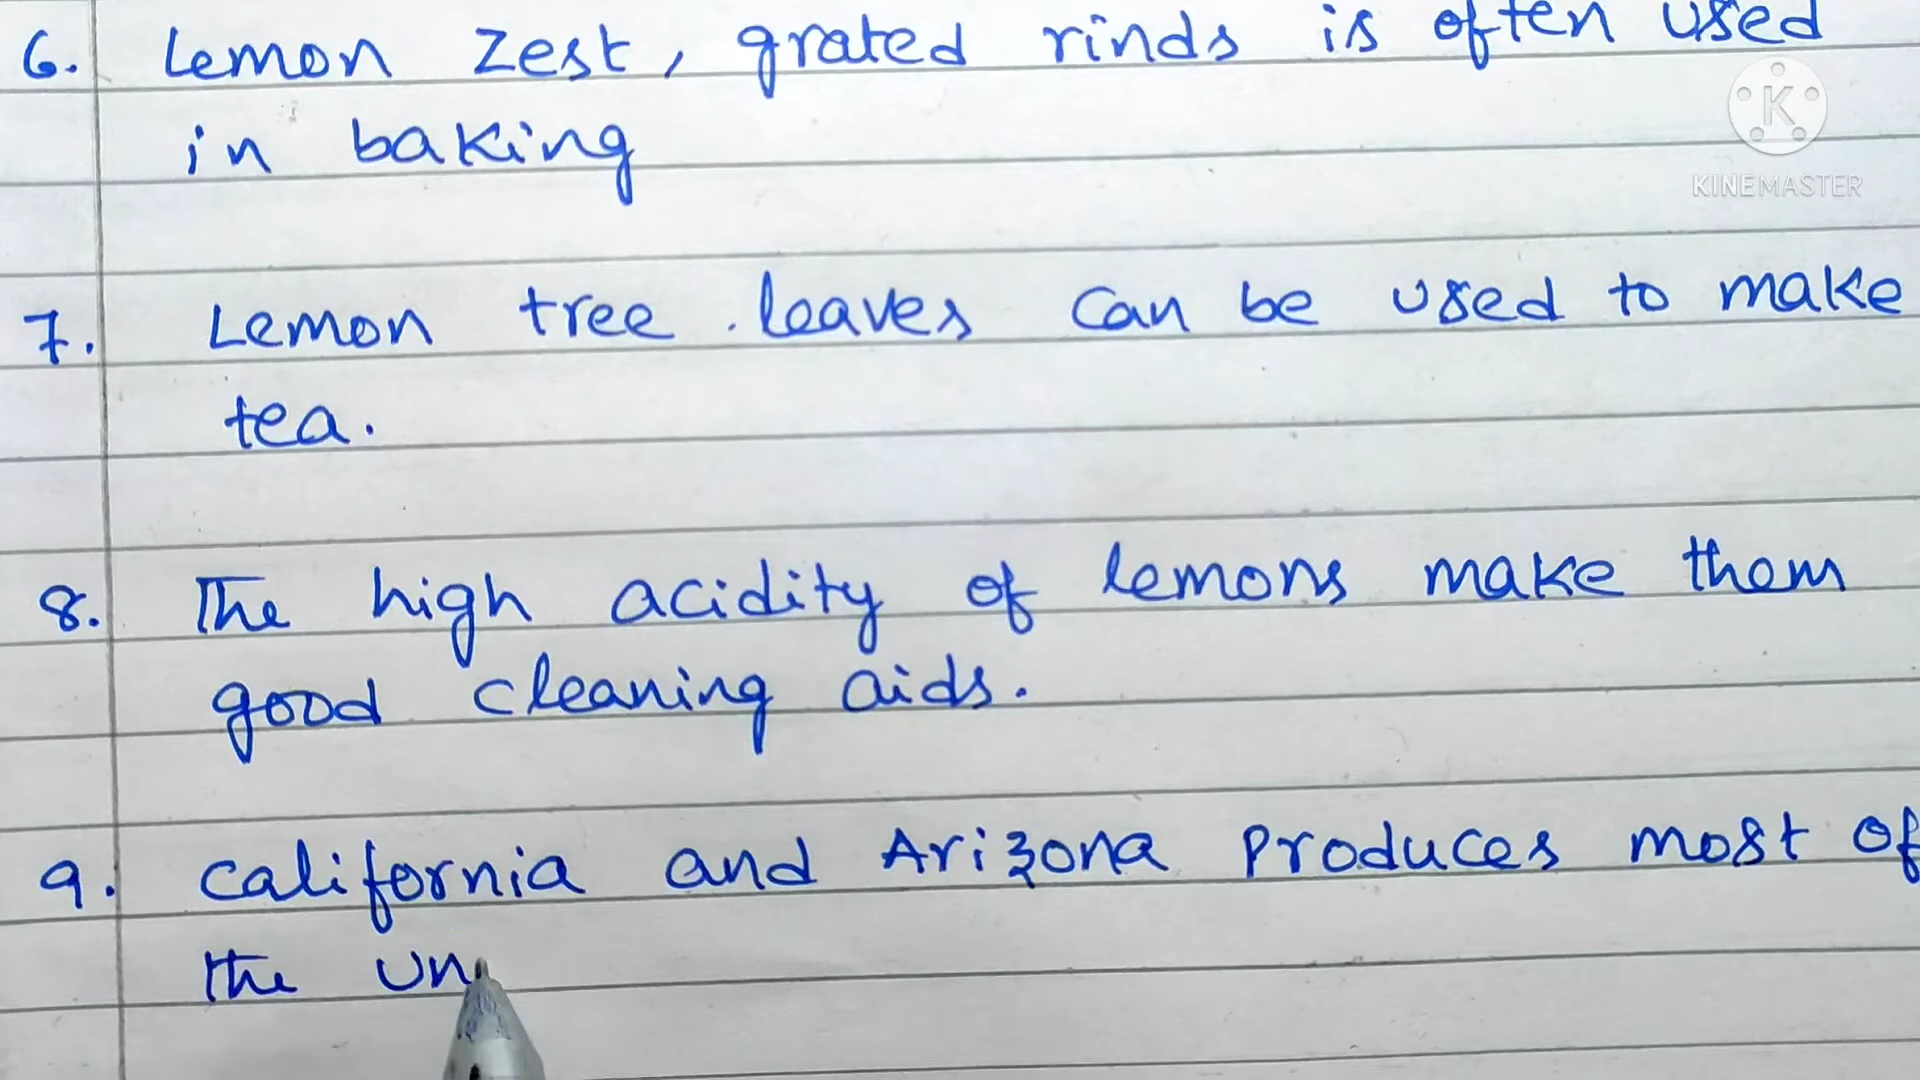 6. Lemon zest, grated rinds is often used
in baking
K
KINEMASTER
7. Lemon tree leaves can be used to make
tea.
8. The high acidity of lemons make them
good cleaning aids.
9. California and Arizona produces most of
the un